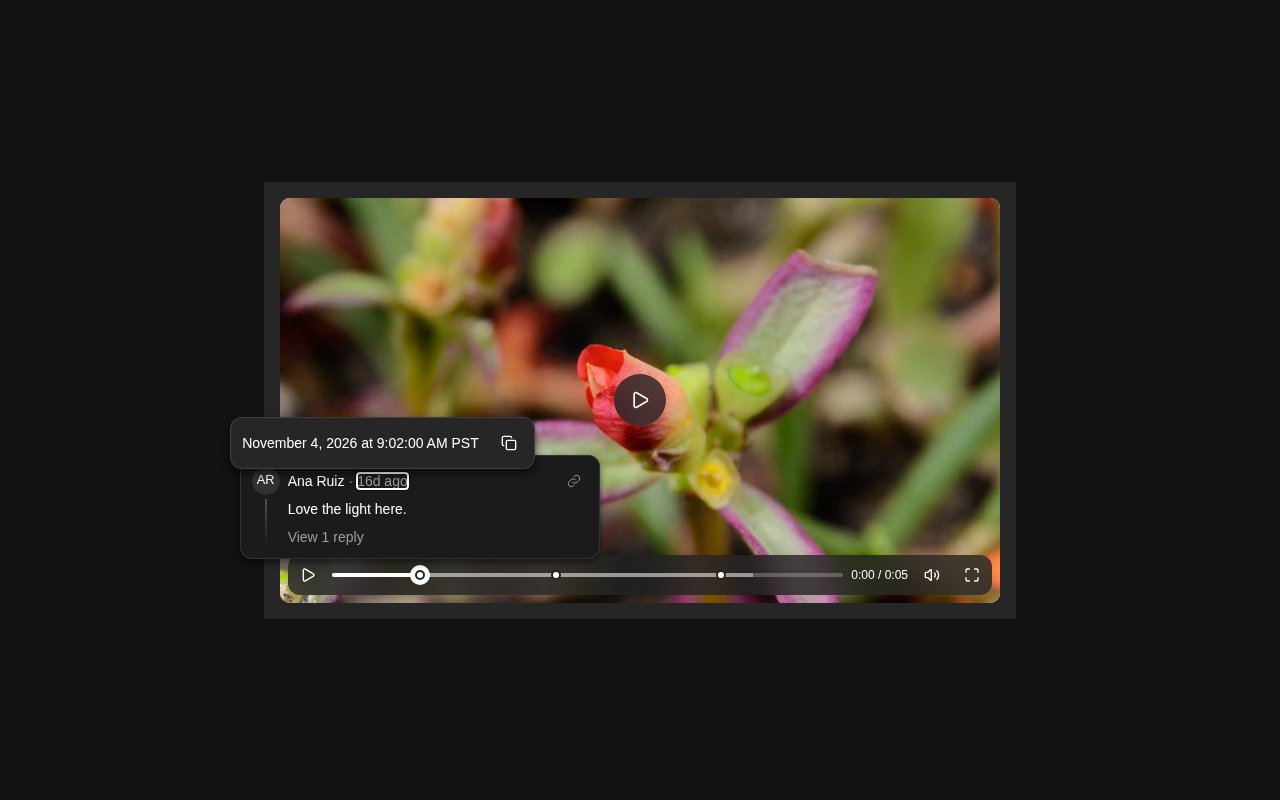 November 4, 2026 at 9:02:00 AM PST
AR
Ana Ruiz · 16d ago
Love the light here.
View 1 reply
0:00 / 0:05